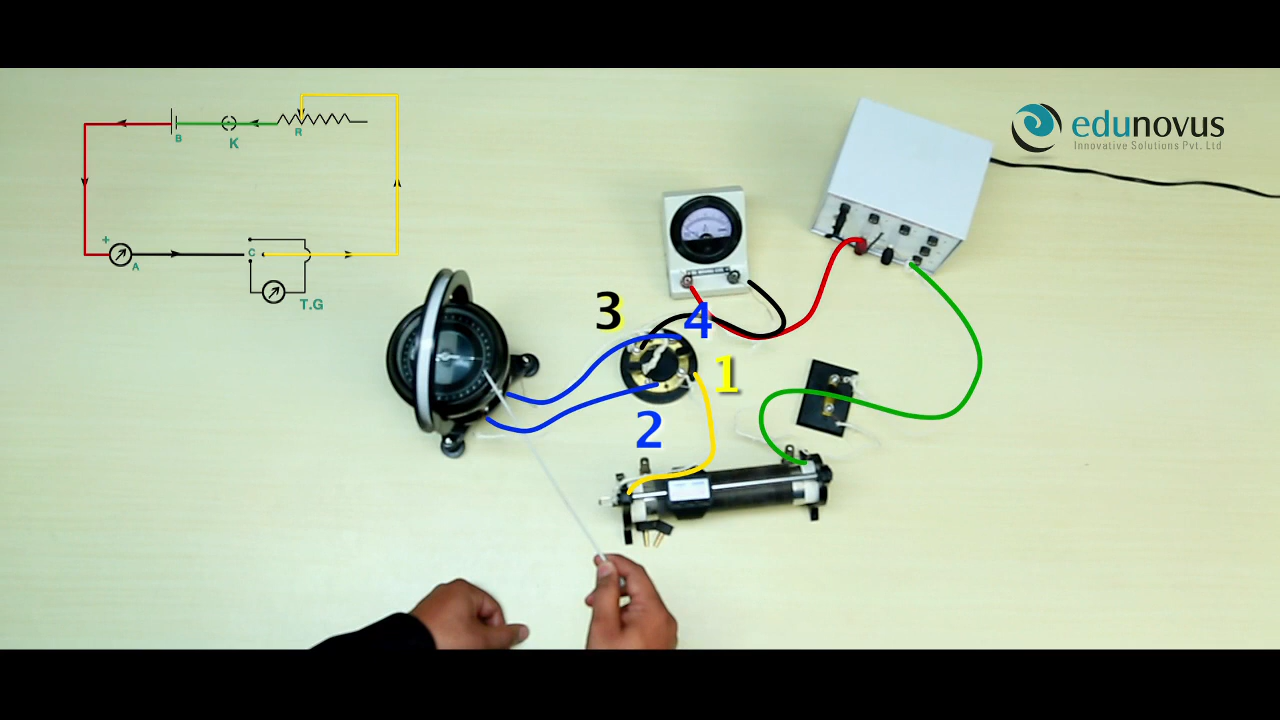 B
K
R
+
A
C
T.G
edunovus
Innovative Solutions Pvt. Ltd
3
4
1
2